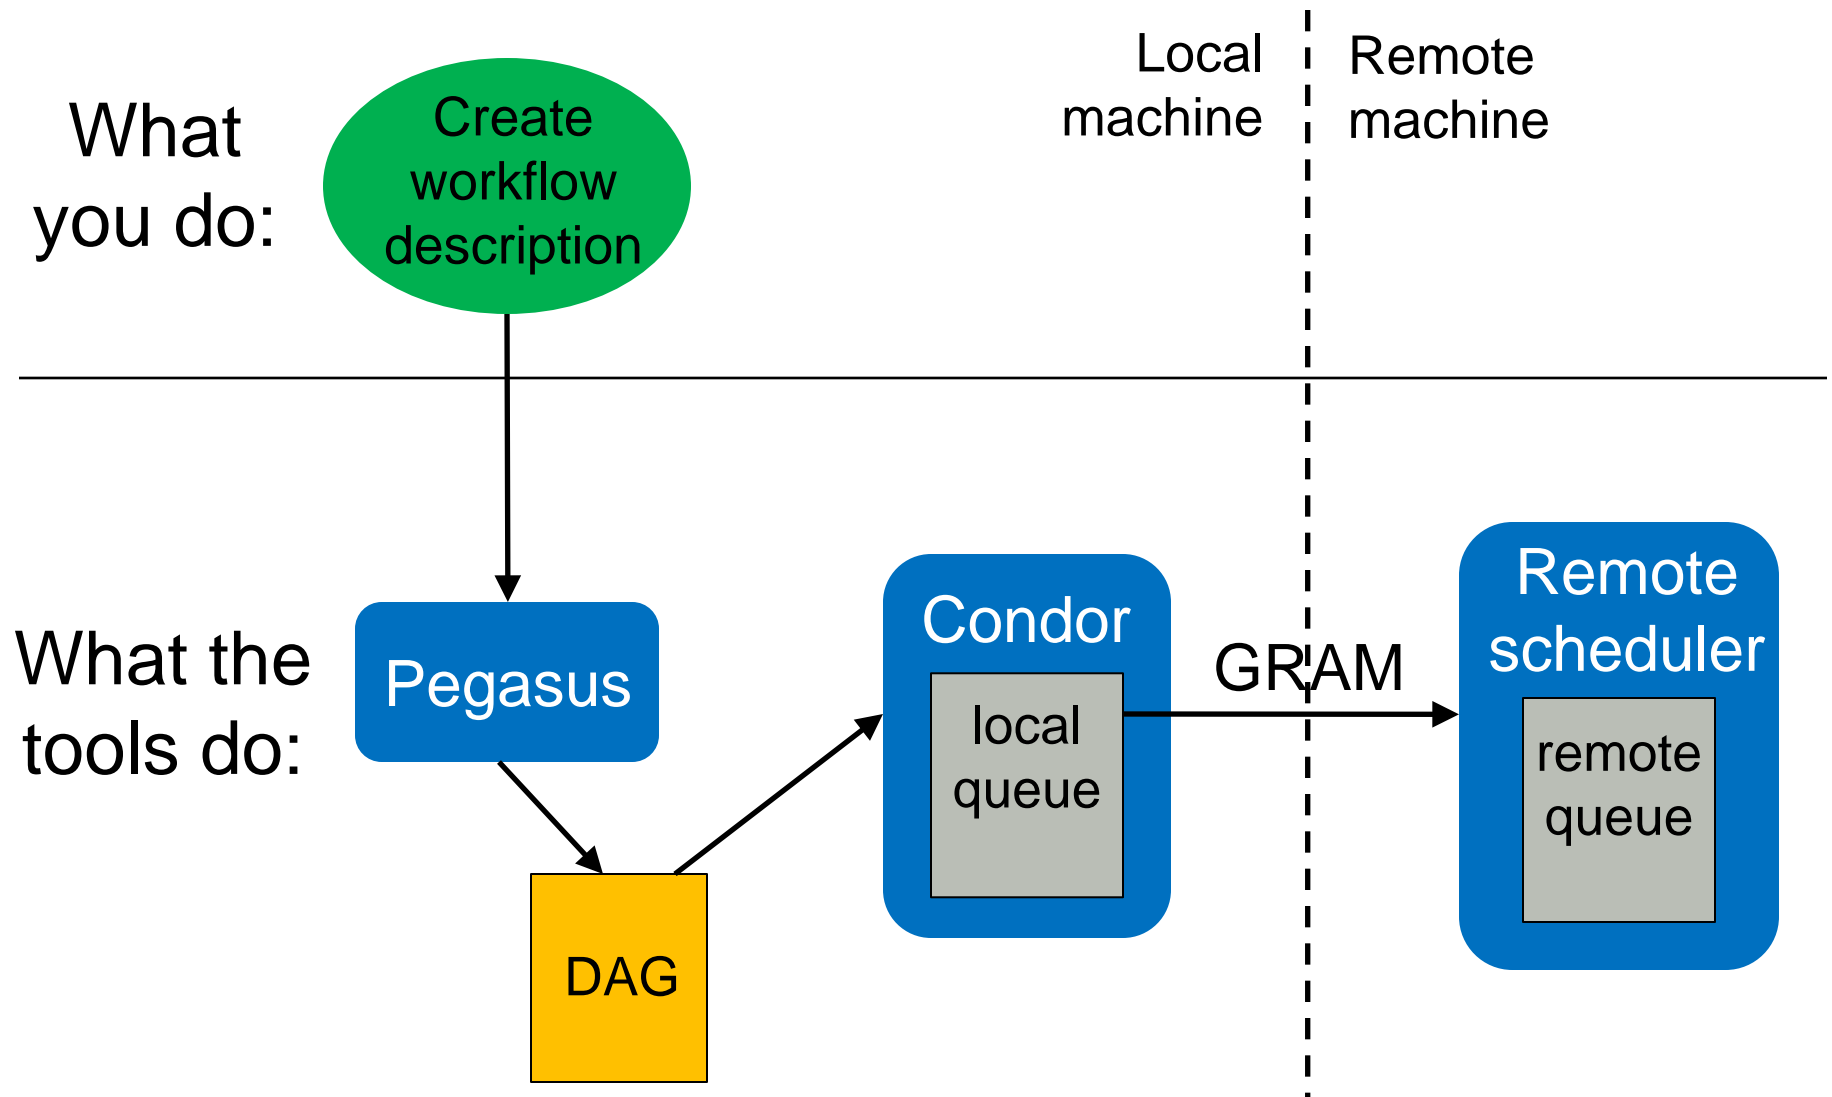 What
you do:
Create
workflow
description
Local
machine
Remote
machine
What the
tools do:
Pegasus
DAG
Condor
local
queue
GRAM
Remote
scheduler
remote
queue